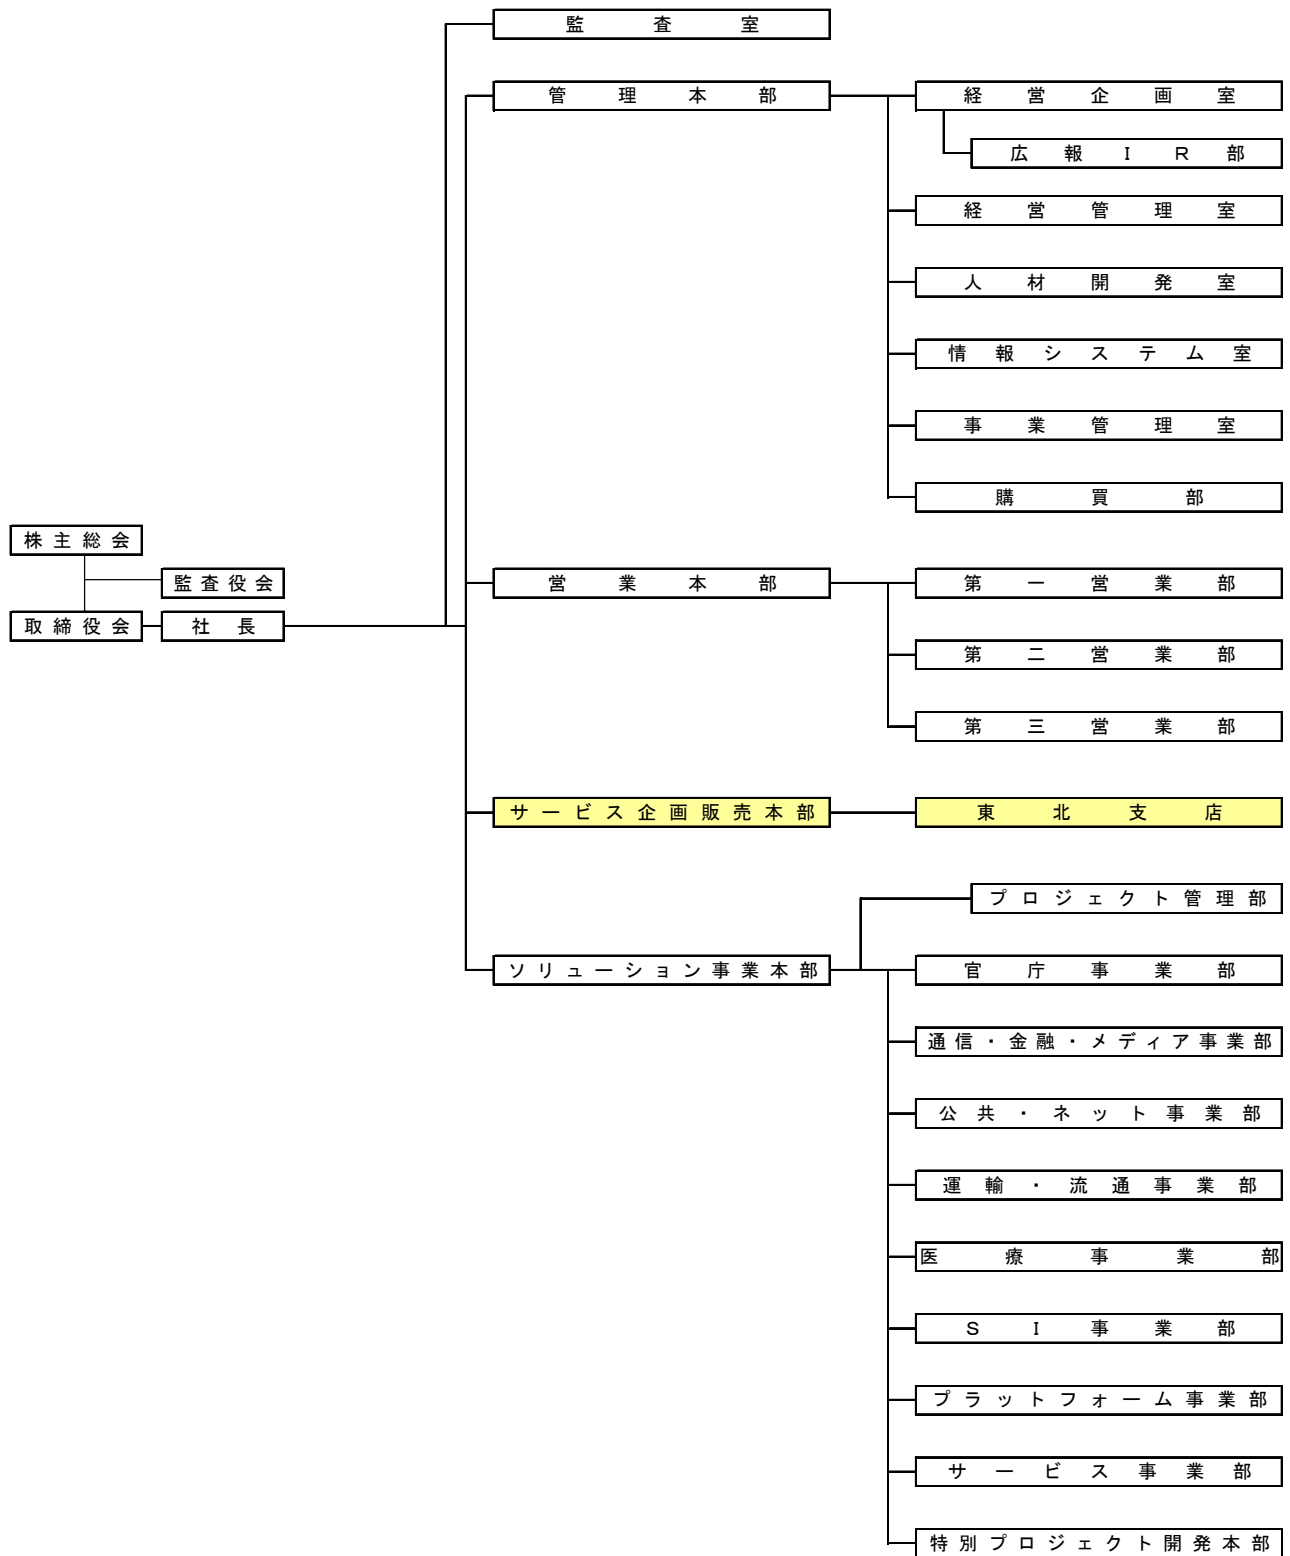 監査室
管理本部
経営企画室
広報IR部
経営管理室
人材開発室
情報システム室
事業管理室
購買部
株主総会
監査役会
取締役会
社長
営業本部
第一営業部
第二営業部
第三営業部
サービス企画販売本部
東北支店
プロジェクト管理部
ソリューション事業本部
官庁事業部
通信・金融・メディア事業部
公共・ネット事業部
運輸・流通事業部
医療事業部
SI事業部
プラットフォーム事業部
サービス事業部
特別プロジェクト開発本部